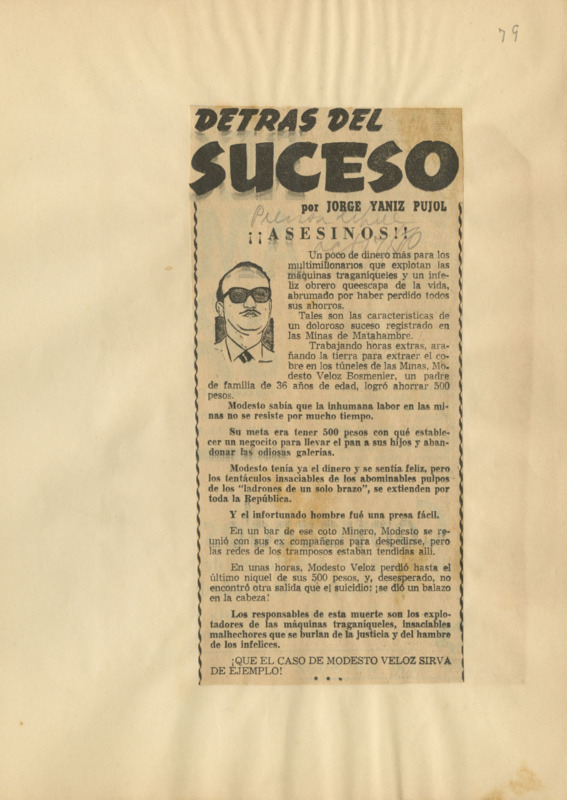 79
DETRAS DEL
SUCESO
por JORGE YANIZ PUJOL
¡¡ASESINOS!!
Un poco de dinero más para los
multimillonarios que explotan las
máquinas traganíqueles y un infe-
liz obrero queescapa de la vida,
abrumado por haber perdido todos
sus ahorros.
Tales son las características de
un doloroso suceso registrado en
las Minas de Matahambre.
Trabajando horas extras, ara-
ñando la tierra para extraer el co-
bre en los túneles de las Minas, Mo-
desto Veloz Bosmenier, un padre
de familia de 36 años de edad, logró ahorrar 500
pesos.
Modesto sabía que la inhumana labor en las mi-
nas no se resiste por mucho tiempo.
Su meta era tener 500 pesos con qué estable-
cer un negocito para llevar el pan a sus hijos y aban-
donar las odiosas galerías.
Modesto tenía ya el dinero y se sentía feliz, pero
los tentáculos insaciables de los abominables pulpos
de los "ladrones de un solo brazo", se extienden por
toda la República.
Y el infortunado hombre fué una presa fácil.
En un bar de ese coto Minero, Modesto se re-
unió con sus ex compañeros para despedirse, pero
las redes de los tramposos estaban tendidas allí.
En unas horas, Modesto Veloz perdió hasta el
último níquel de sus 500 pesos, y, desesperado, no
encontró otra salida que el suicidio: ¡se dió un balazo
en la cabeza!
Los responsables de esta muerte son los explo-
tadores de las máquinas traganíqueles, insaciables
malhechores que se burlan de la justicia y del hambre
de los infelices.
¡QUE EL CASO DE MODESTO VELOZ SIRVA
DE EJEMPLO!
* * *